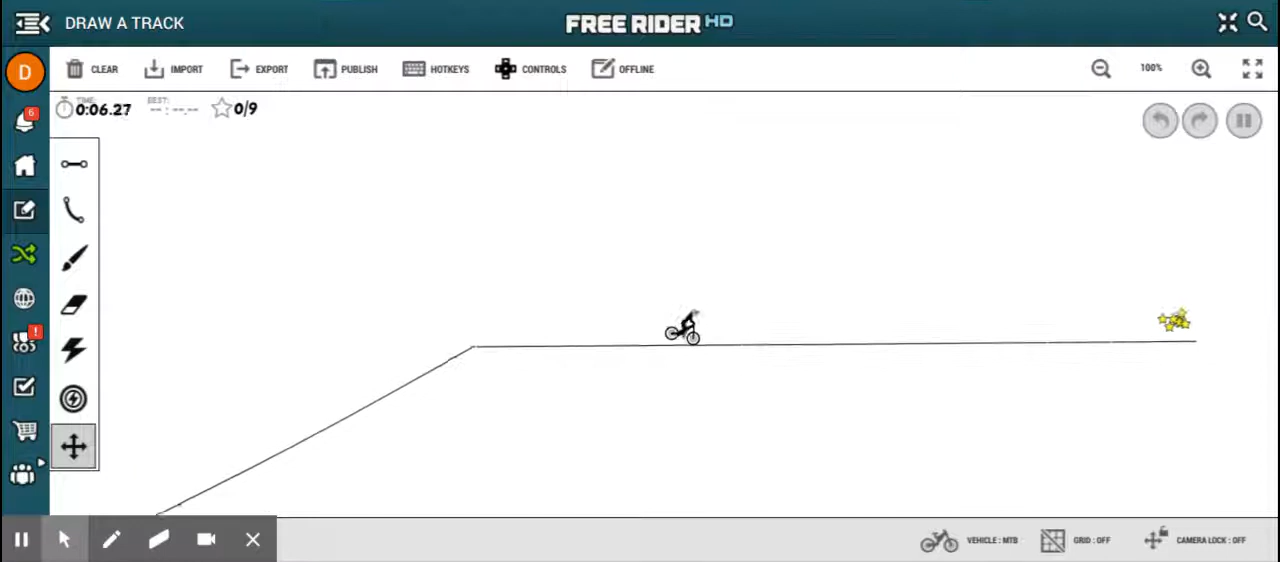 DRAW A TRACK
FREE RIDER HD
D
CLEAR
IMPORT
EXPORT
PUBLISH
HOTKEYS
CONTROLS
OFFLINE
100%
6
TIME:
0:06.27
BEST:
-- : --.--
0/9
!
VEHICLE : MTB
GRID : OFF
CAMERA LOCK : OFF